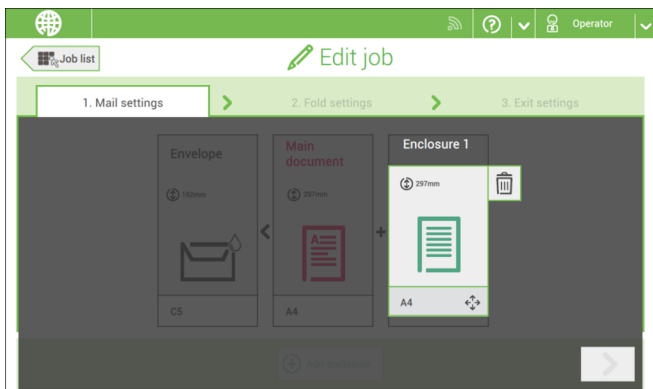 Operator
Job list
Edit job
1. Mail settings
2. Fold settings
3. Exit settings
Envelope
162mm
C5
Main
document
297mm
A4
Enclosure 1
297mm
A4
Add material